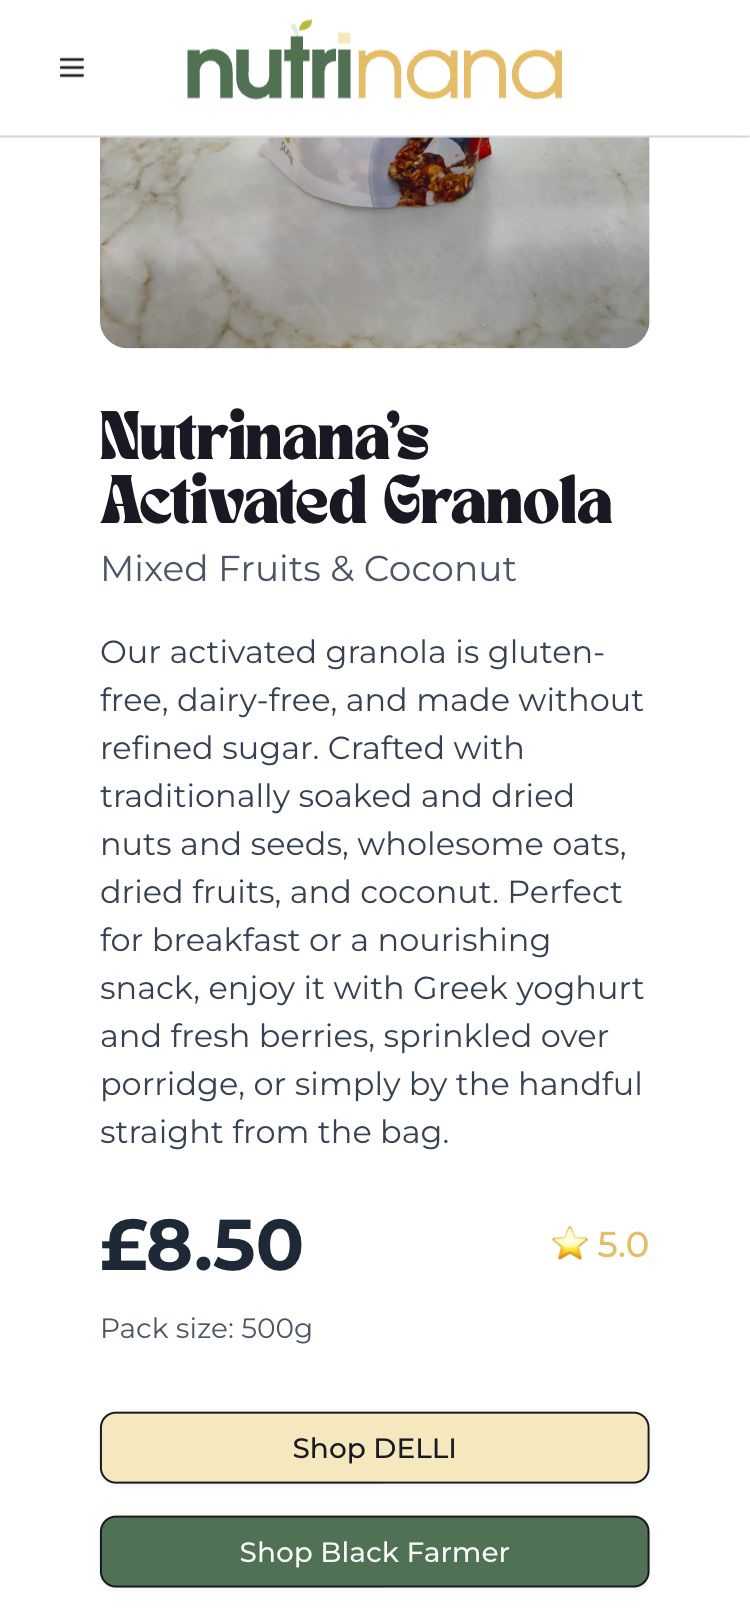 nutrinana
500g
Nutrinana's
Activated Granola
Mixed Fruits & Coconut
Our activated granola is gluten-
free, dairy-free, and made without
refined sugar. Crafted with
traditionally soaked and dried
nuts and seeds, wholesome oats,
dried fruits, and coconut. Perfect
for breakfast or a nourishing
snack, enjoy it with Greek yoghurt
and fresh berries, sprinkled over
porridge, or simply by the handful
straight from the bag.
£8.50
5.0
Pack size: 500g
Shop DELLI
Shop Black Farmer